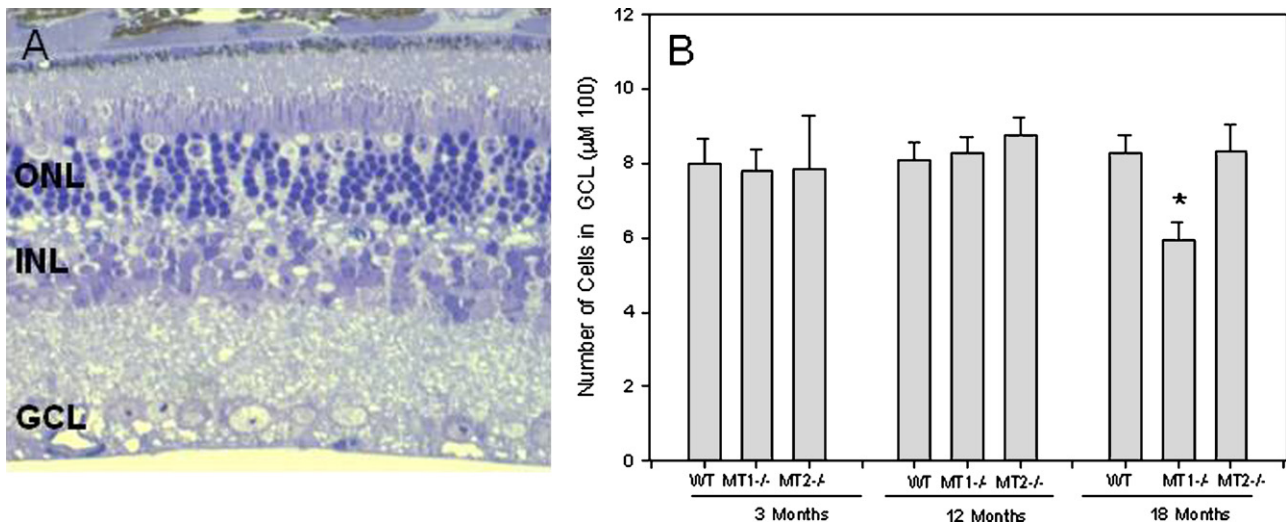 A
ONL
INL
GCL
B
Number of Cells in GCL (µM 100)
12
10
8
6
4
2
0
*
WT MT1-/- MT2-/-
WT MT1-/- MT2-/-
WT MT1-/- MT2-/-
3 Months
12 Months
18 Months